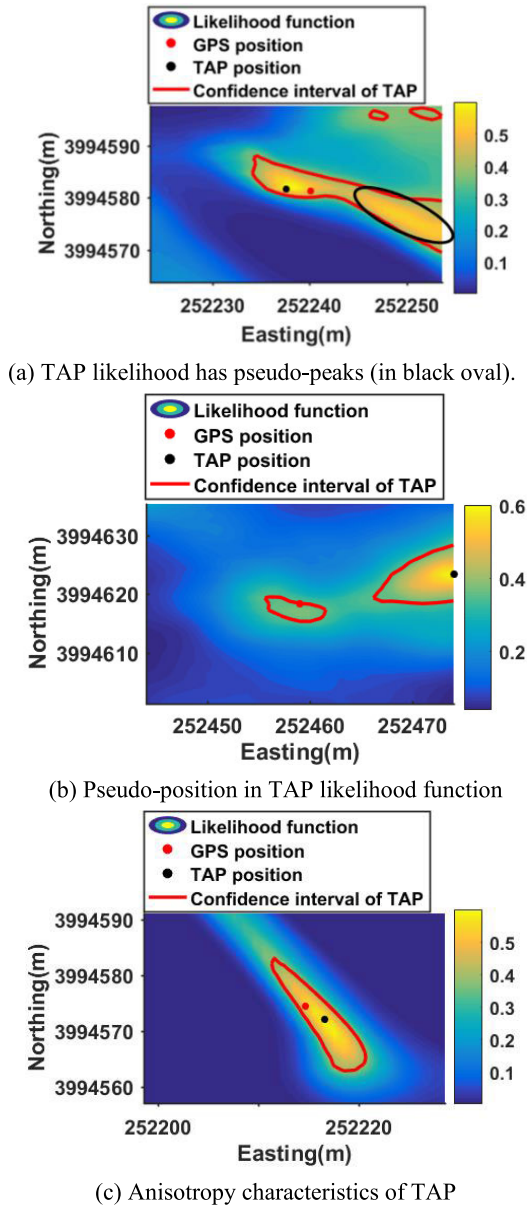 Likelihood function
GPS position
TAP position
Confidence interval of TAP
3994590
3994580
3994570
Northing(m)
252230 252240 252250
Easting(m)
0.5
0.4
0.3
0.2
0.1
(a) TAP likelihood has pseudo-peaks (in black oval).
Likelihood function
GPS position
TAP position
Confidence interval of TAP
3994630
3994620
3994610
Northing(m)
252450 252460 252470
Easting(m)
0.6
0.4
0.2
(b) Pseudo-position in TAP likelihood function
Likelihood function
GPS position
TAP position
Confidence interval of TAP
3994590
3994580
3994570
3994560
Northing(m)
252200 252220
Easting(m)
0.5
0.4
0.3
0.2
0.1
(c) Anisotropy characteristics of TAP